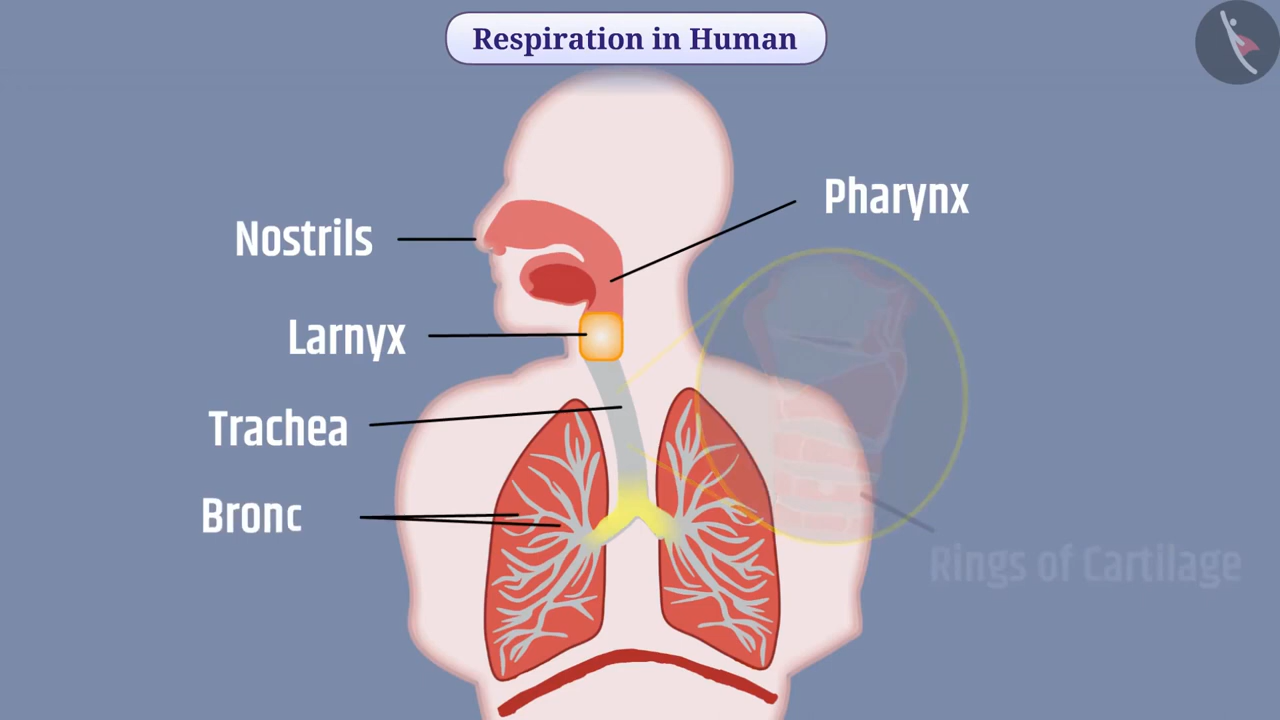 Respiration in Human
Pharynx
Nostrils
Larnyx
Trachea
Bronc
Rings of Cartilage